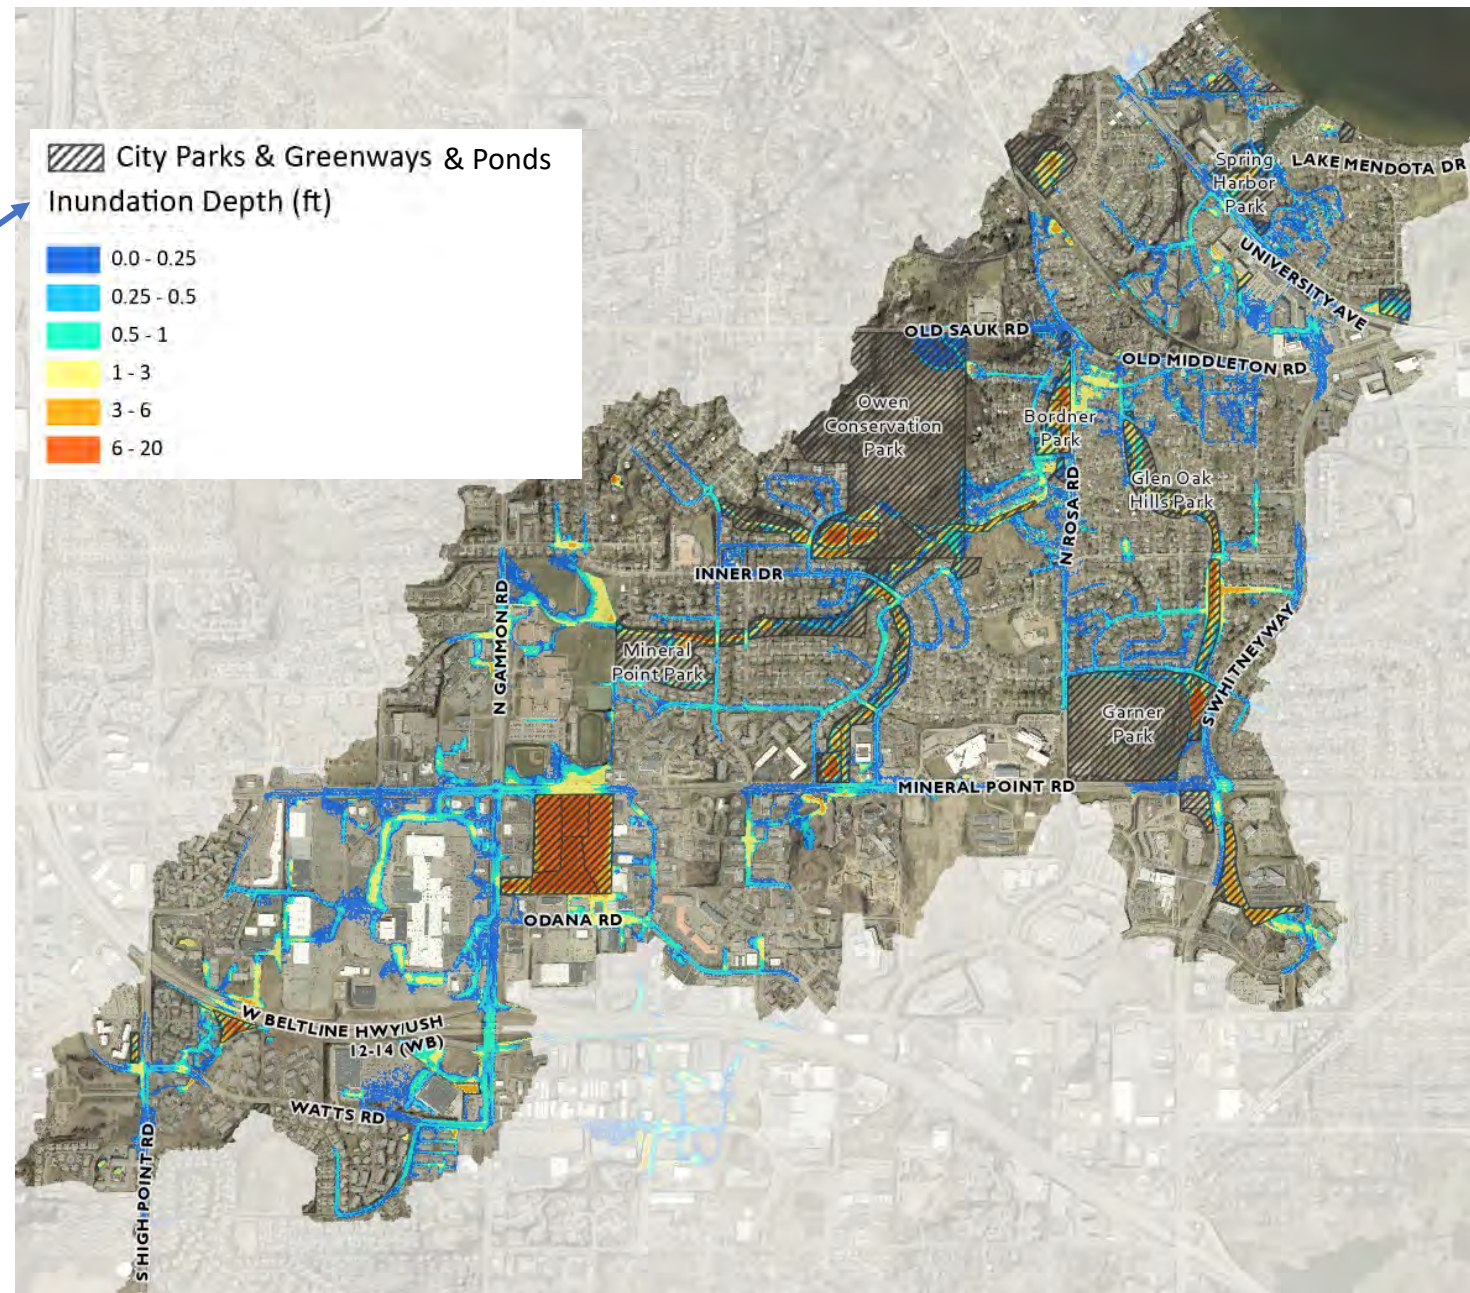 City Parks & Greenways & Ponds
Inundation Depth (ft)
0.0 - 0.25
0.25 - 0.5
0.5 - 1
1 - 3
3 - 6
6 - 20
Spring
Harbor
Park
LAKE MENDOTA DR
UNIVERSITY AVE
OLD SAUK RD
OLD MIDDLETON RD
Owen
Conservation
Park
Bordner
Park
Glen Oak
Hills Park
N ROSA RD
INNER DR
N GAMMON RD
Mineral
Point Park
S WHITNEY WAY
Garner
Park
MINERAL POINT RD
ODANA RD
W BELTLINE HWY/USH
12-14 (WB)
WATTS RD
S HIGH POINT RD